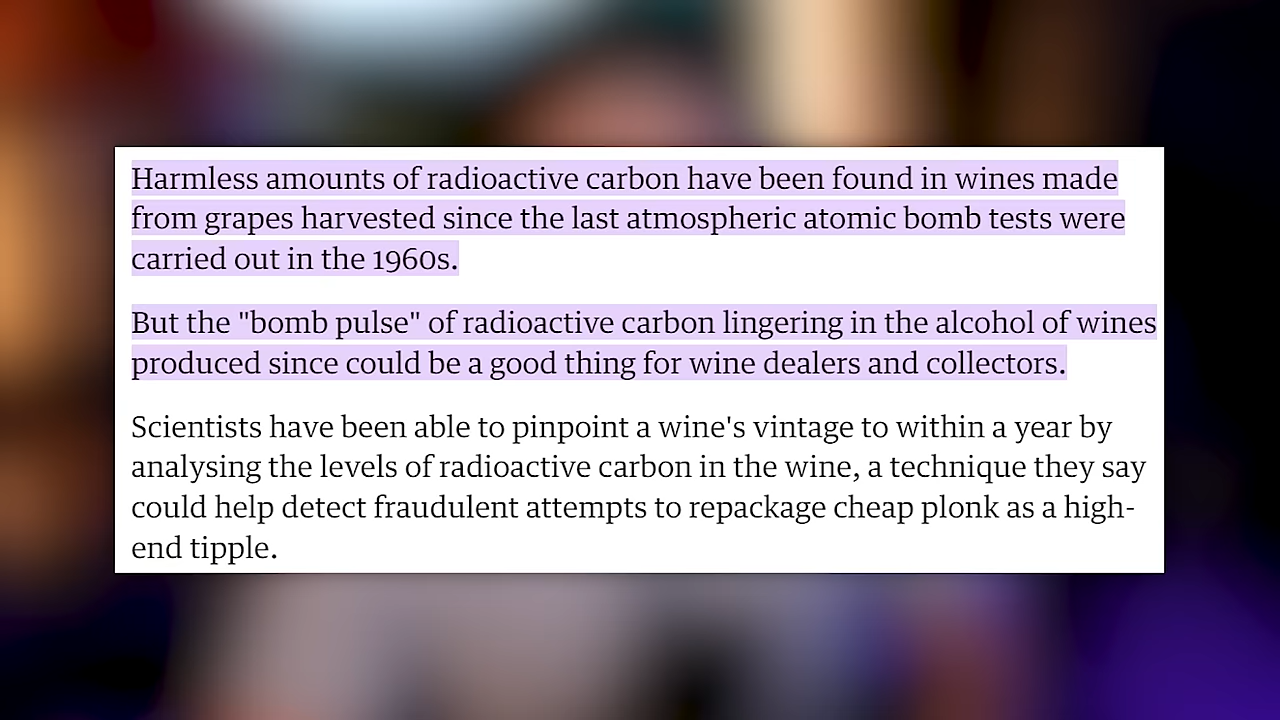 Harmless amounts of radioactive carbon have been found in wines made
from grapes harvested since the last atmospheric atomic bomb tests were
carried out in the 1960s.
But the "bomb pulse" of radioactive carbon lingering in the alcohol of wines
produced since could be a good thing for wine dealers and collectors.
Scientists have been able to pinpoint a wine's vintage to within a year by
analysing the levels of radioactive carbon in the wine, a technique they say
could help detect fraudulent attempts to repackage cheap plonk as a high-
end tipple.